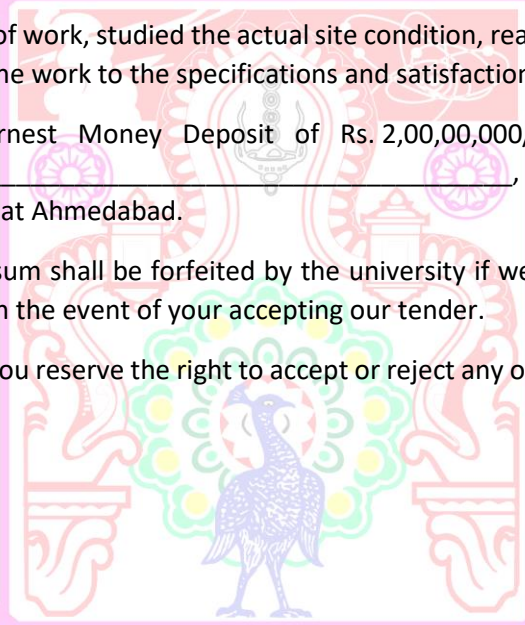 of work, studied the actual site condition, rea
ne work to the specifications and satisfaction
rnest Money Deposit of Rs. 2,00,00,000/
________________________________,
at Ahmedabad.
sum shall be forfeited by the university if we
n the event of your accepting our tender.
ou reserve the right to accept or reject any o